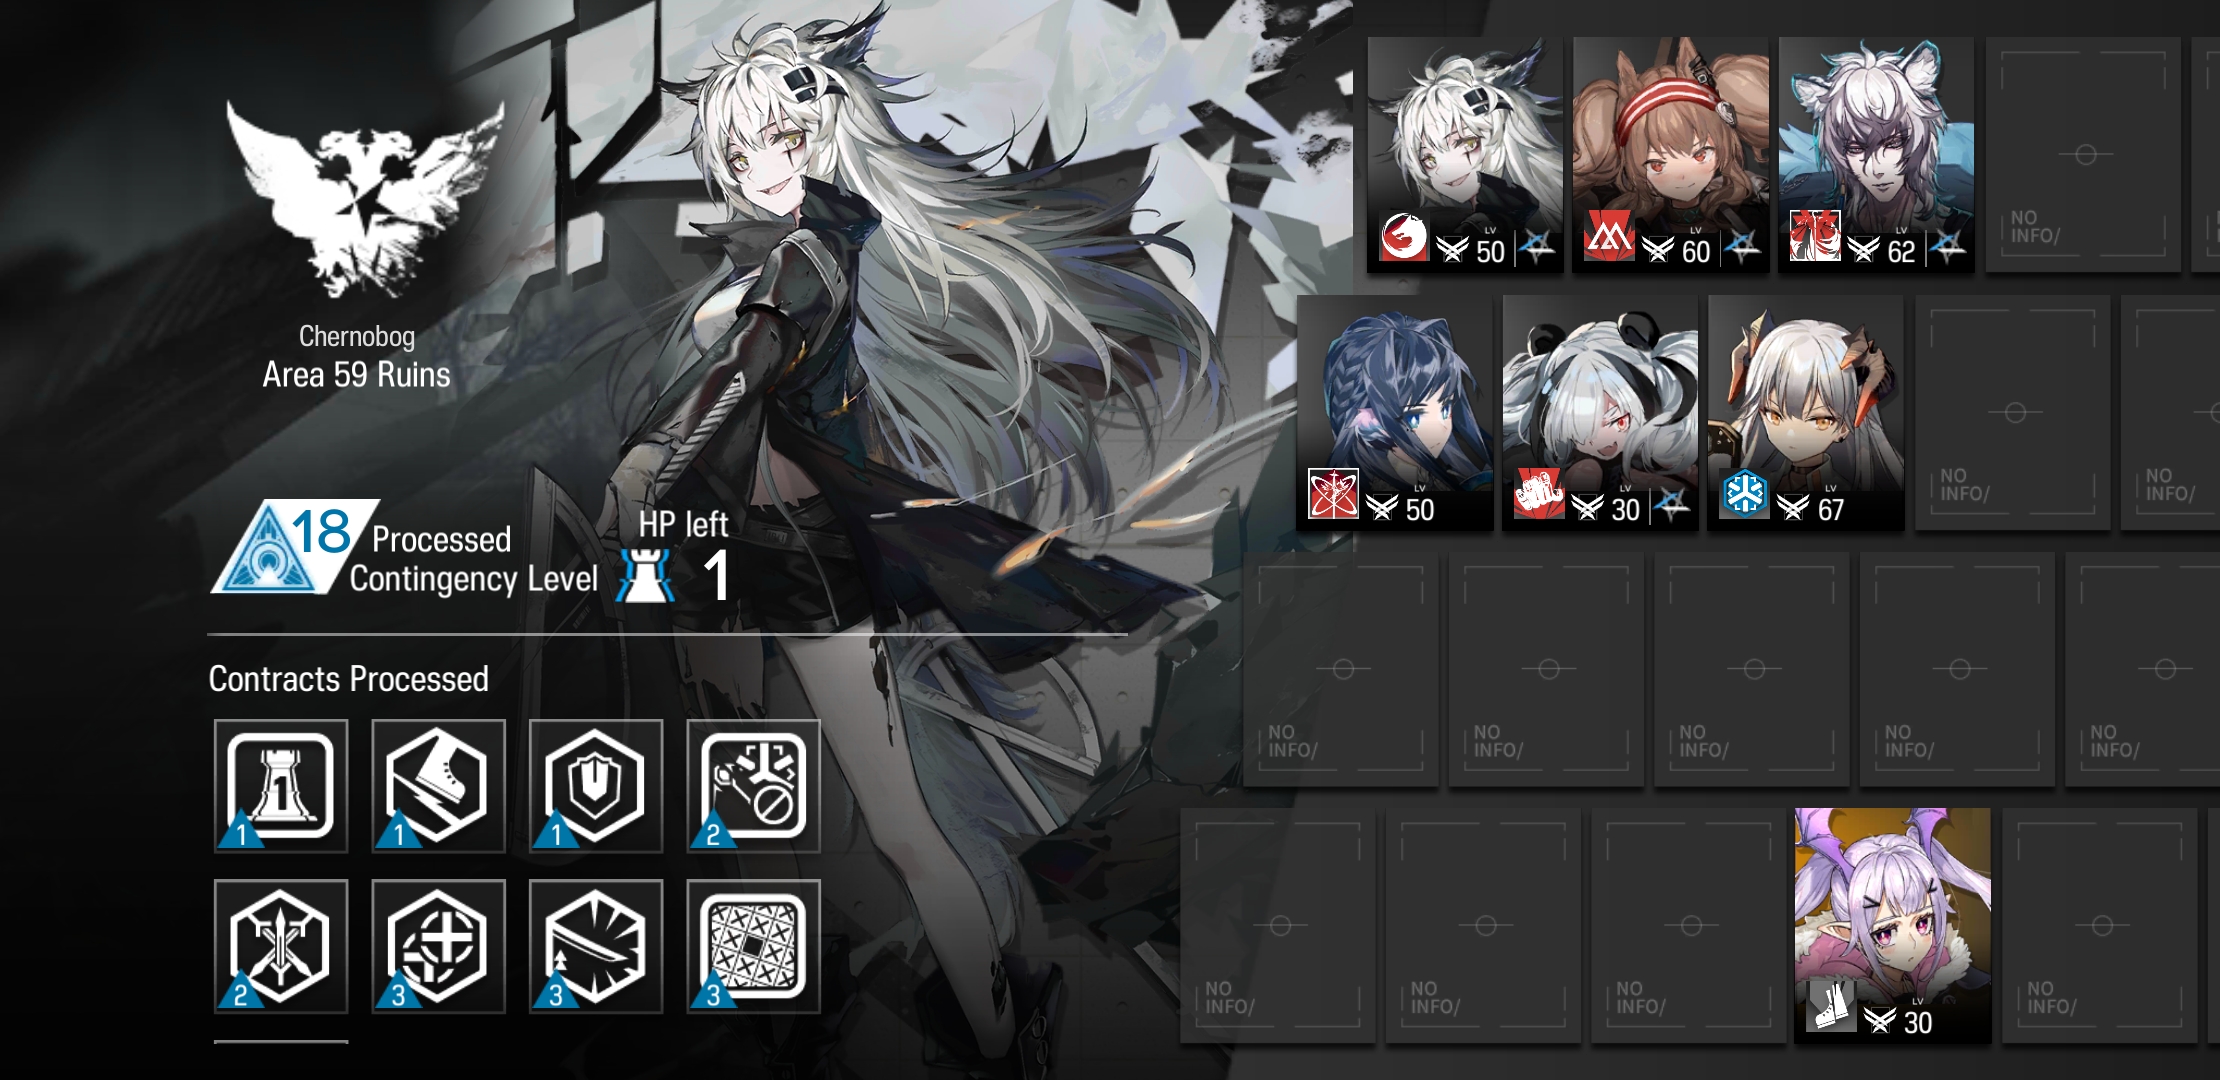 Chernobog
Area 59 Ruins
18
Processed
Contingency Level
HP left
1
Contracts Processed
1
1
1
2
1
2
3
3
3
LV
50
LV
60
LV
62
NO
INFO/
LV
50
LV
30
LV
67
NO
INFO/
NO
INFO/
NO
INFO/
NO
INFO/
NO
INFO/
NO
INFO/
NO
INFO/
NO
INFO/
NO
INFO/
NO
INFO/
LV
30
NO
INFO/